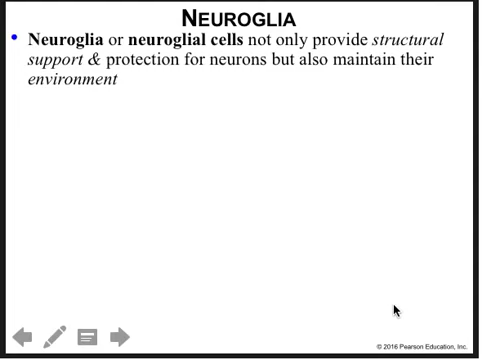 NEUROGLIA
• Neuroglia or neuroglial cells not only provide structural
support & protection for neurons but also maintain their
environment
© 2016 Pearson Education, Inc.